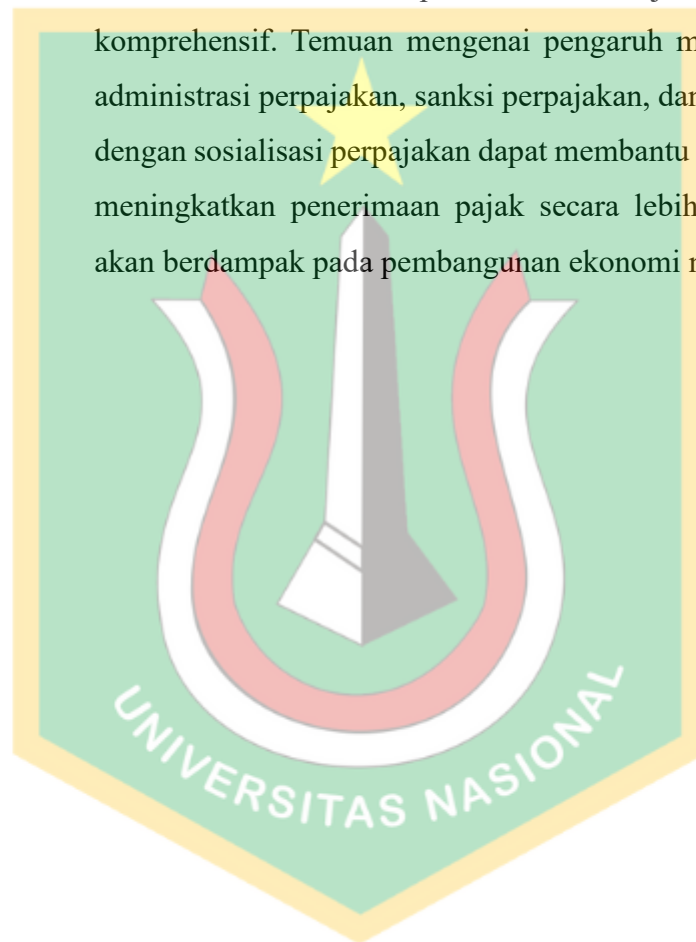 komprehensif. Temuan mengenai pengaruh
administrasi perpajakan, sanksi perpajakan,
dengan sosialisasi perpajakan dapat membantu
meningkatkan penerimaan pajak secara lebih
akan berdampak pada pembangunan ekonomi
UNIVERSITAS NASIONAL